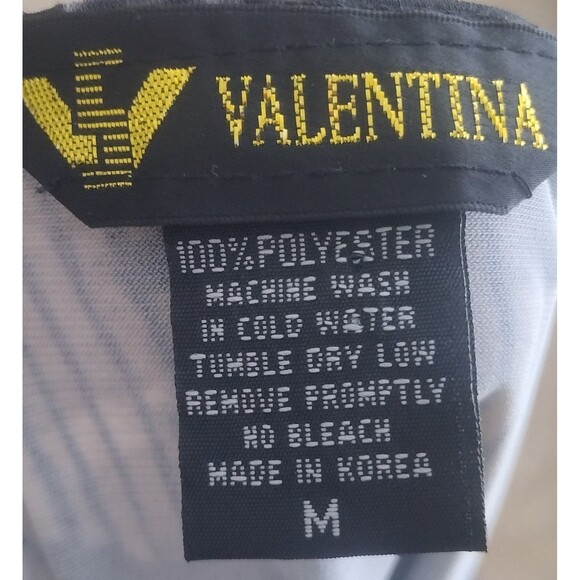 VALENTINA
100% POLYESTER
MACHINE WASH
IN COLD WATER
TUMBLE DRY LOW
REMOVE PROMPTLY
NO BLEACH
MADE IN KOREA
M